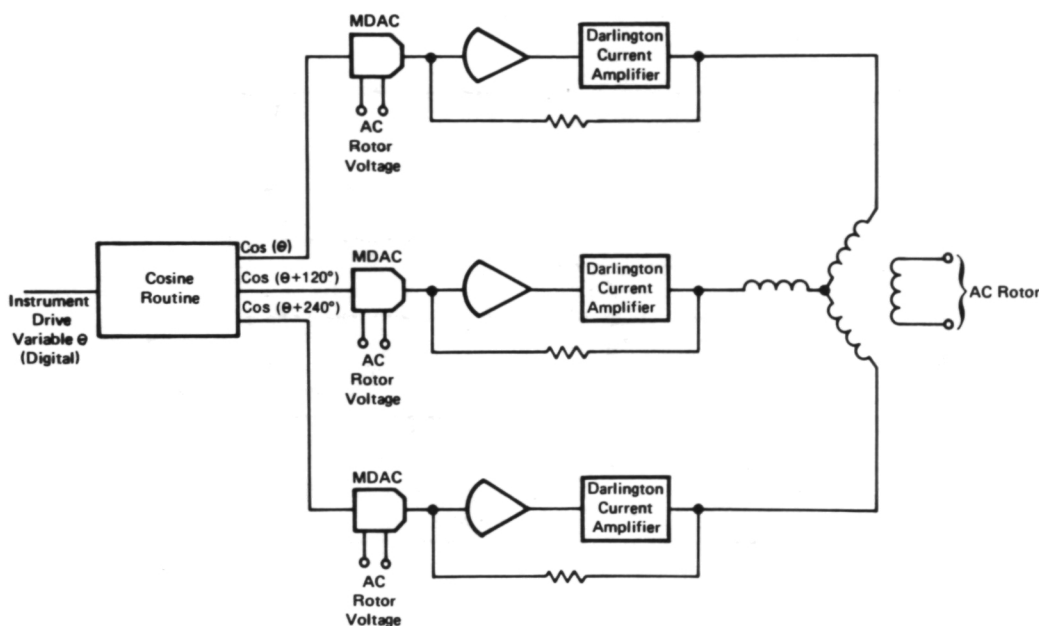 MDAC
Darlington
Current
Amplifier
AC
Rotor
Voltage
Cos (θ)
MDAC
Darlington
Current
Amplifier
Cosine
Routine
Cos (θ+120°)
Instrument
Drive
Variable θ
(Digital)
Cos (θ+240°)
AC Rotor
AC
Rotor
Voltage
MDAC
Darlington
Current
Amplifier
AC
Rotor
Voltage